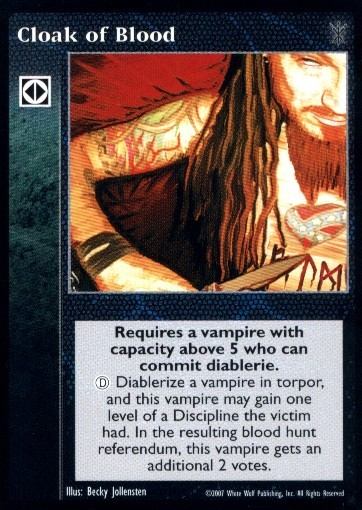 Cloak of Blood
Requires a vampire with
capacity above 5 who can
commit diablerie.
Ⓓ Diablerize a vampire in torpor,
and this vampire may gain one
level of a Discipline the victim
had. In the resulting blood hunt
referendum, this vampire gets an
additional 2 votes.
Illus: Becky Jollensten
©2007 White Wolf Publishing, Inc. All Rights Reserved